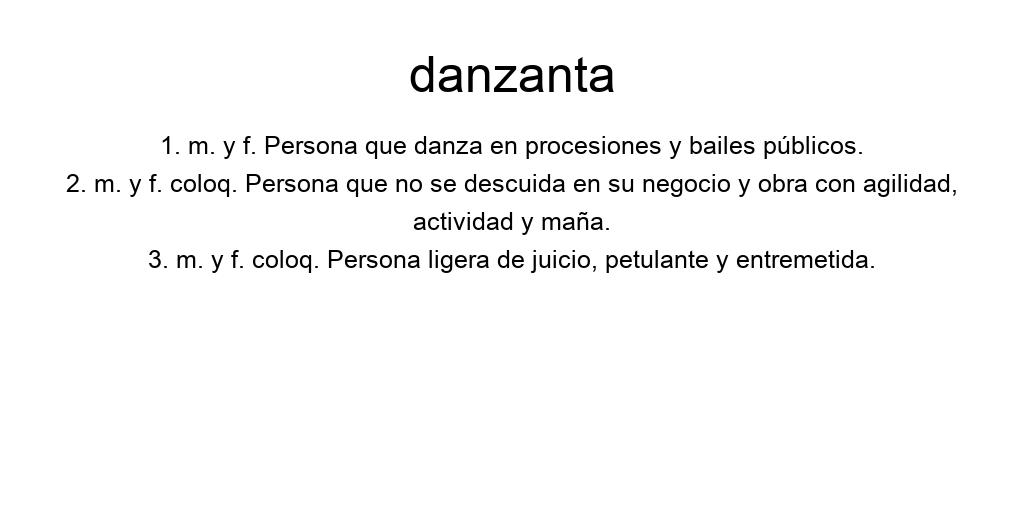 danzanta
1. m. y f. Persona que danza en procesiones y bailes públicos.
2. m. y f. coloq. Persona que no se descuida en su negocio y obra con agilidad,
actividad y maña.
3. m. y f. coloq. Persona ligera de juicio, petulante y entremetida.